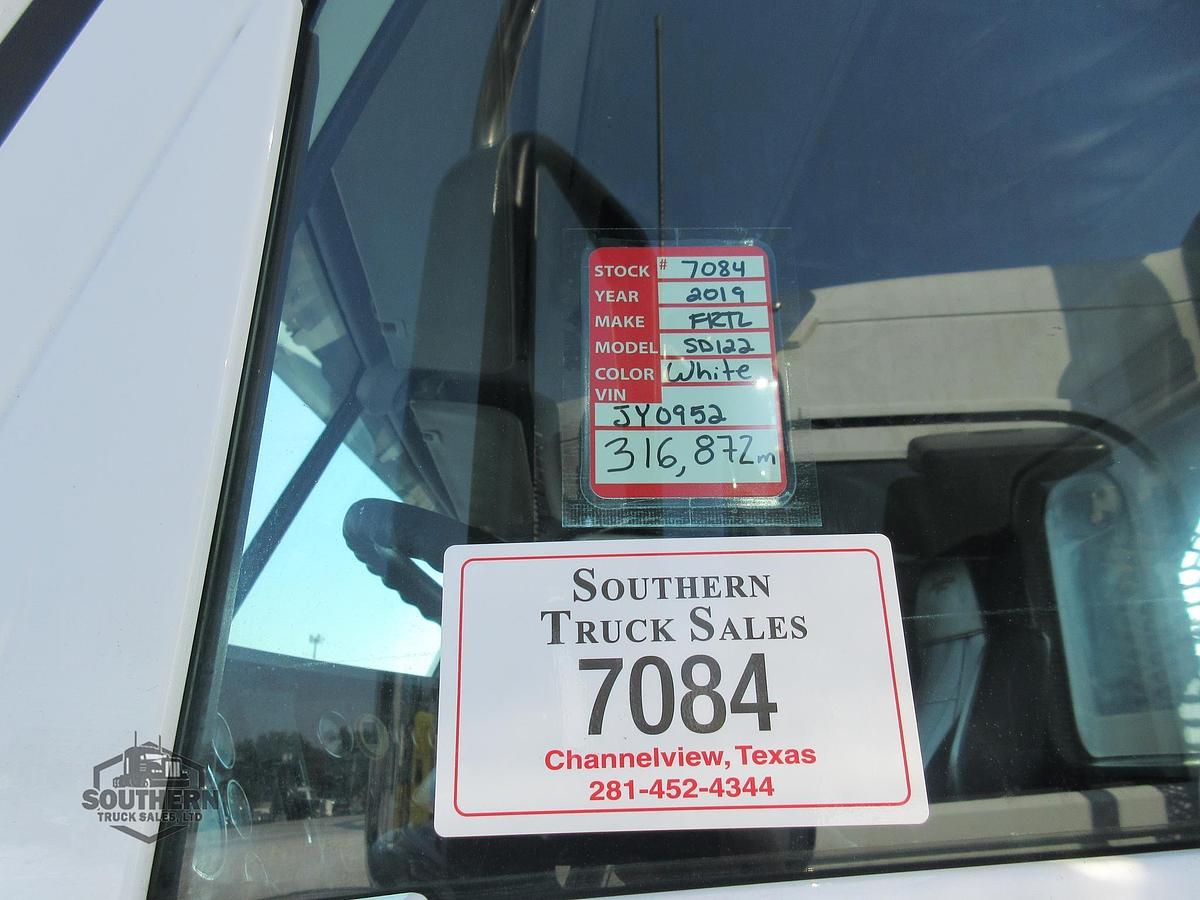 STOCK # 7084
YEAR 2019
MAKE FRTL
MODEL SD122
COLOR White
VIN
JY0952
316,872m
SOUTHERN
TRUCK SALES
7084
Channelview, Texas
281-452-4344
SOUTHERN
TRUCK SALES, LTD